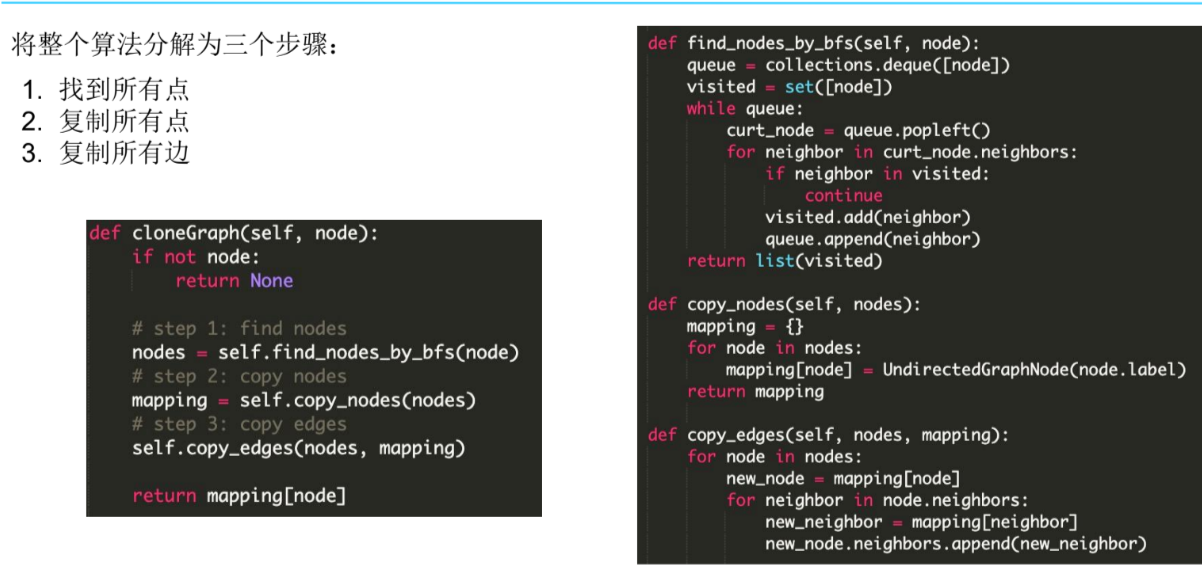 将整个算法分解为三个步骤：
1. 找到所有点
2. 复制所有点
3. 复制所有边
def cloneGraph(self, node):
    if not node:
        return None

    # step 1: find nodes
    nodes = self.find_nodes_by_bfs(node)
    # step 2: copy nodes
    mapping = self.copy_nodes(nodes)
    # step 3: copy edges
    self.copy_edges(nodes, mapping)

    return mapping[node]
def find_nodes_by_bfs(self, node):
    queue = collections.deque([node])
    visited = set([node])
    while queue:
        curt_node = queue.popleft()
        for neighbor in curt_node.neighbors:
            if neighbor in visited:
                continue
            visited.add(neighbor)
            queue.append(neighbor)
    return list(visited)

def copy_nodes(self, nodes):
    mapping = {}
    for node in nodes:
        mapping[node] = UndirectedGraphNode(node.label)
    return mapping

def copy_edges(self, nodes, mapping):
    for node in nodes:
        new_node = mapping[node]
        for neighbor in node.neighbors:
            new_neighbor = mapping[neighbor]
            new_node.neighbors.append(new_neighbor)